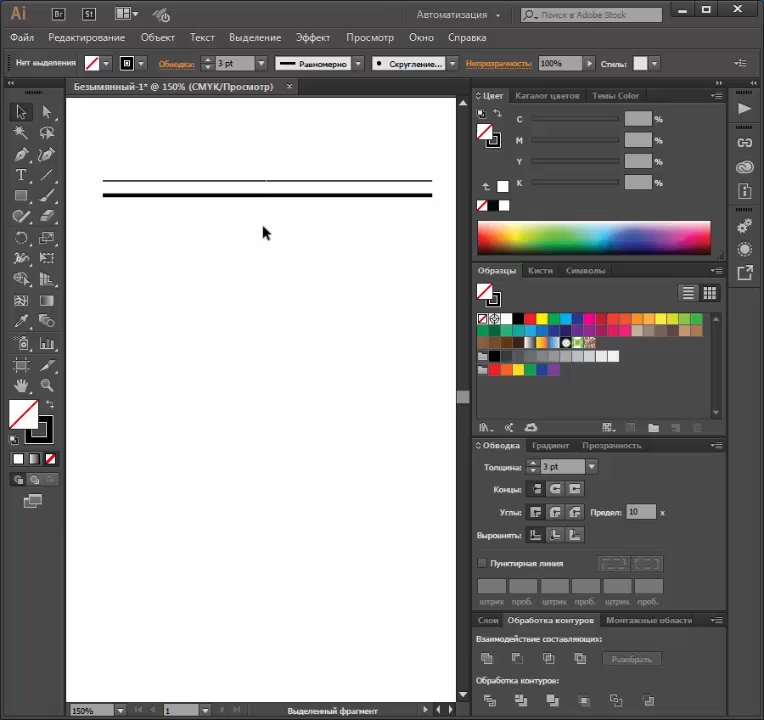 Ai Br St Автоматизация Поиск в Adobe Stock
Файл Редактирование Объект Текст Выделение Эффект Просмотр Окно Справка
Нет выделения Обводка: 3 pt Равномерно Скругление... Непрозрачность: 100% Стиль:
Безымянный-1* @ 150% (CMYK/Просмотр) ×
Цвет Каталог цветов Темы Color
C %
M %
Y %
K %
Образцы Кисти Символы
Обводка Градиент Прозрачность
Толщина: 3 pt
Концы:
Углы: Предел: 10 x
Выровнять:
Пунктирная линия
штрих проб. штрих проб. штрих проб.
Слои Обработка контуров Монтажные области
Взаимодействие составляющих:
Разобрать
Обработка контуров:
150% 1 Выделенный фрагмент